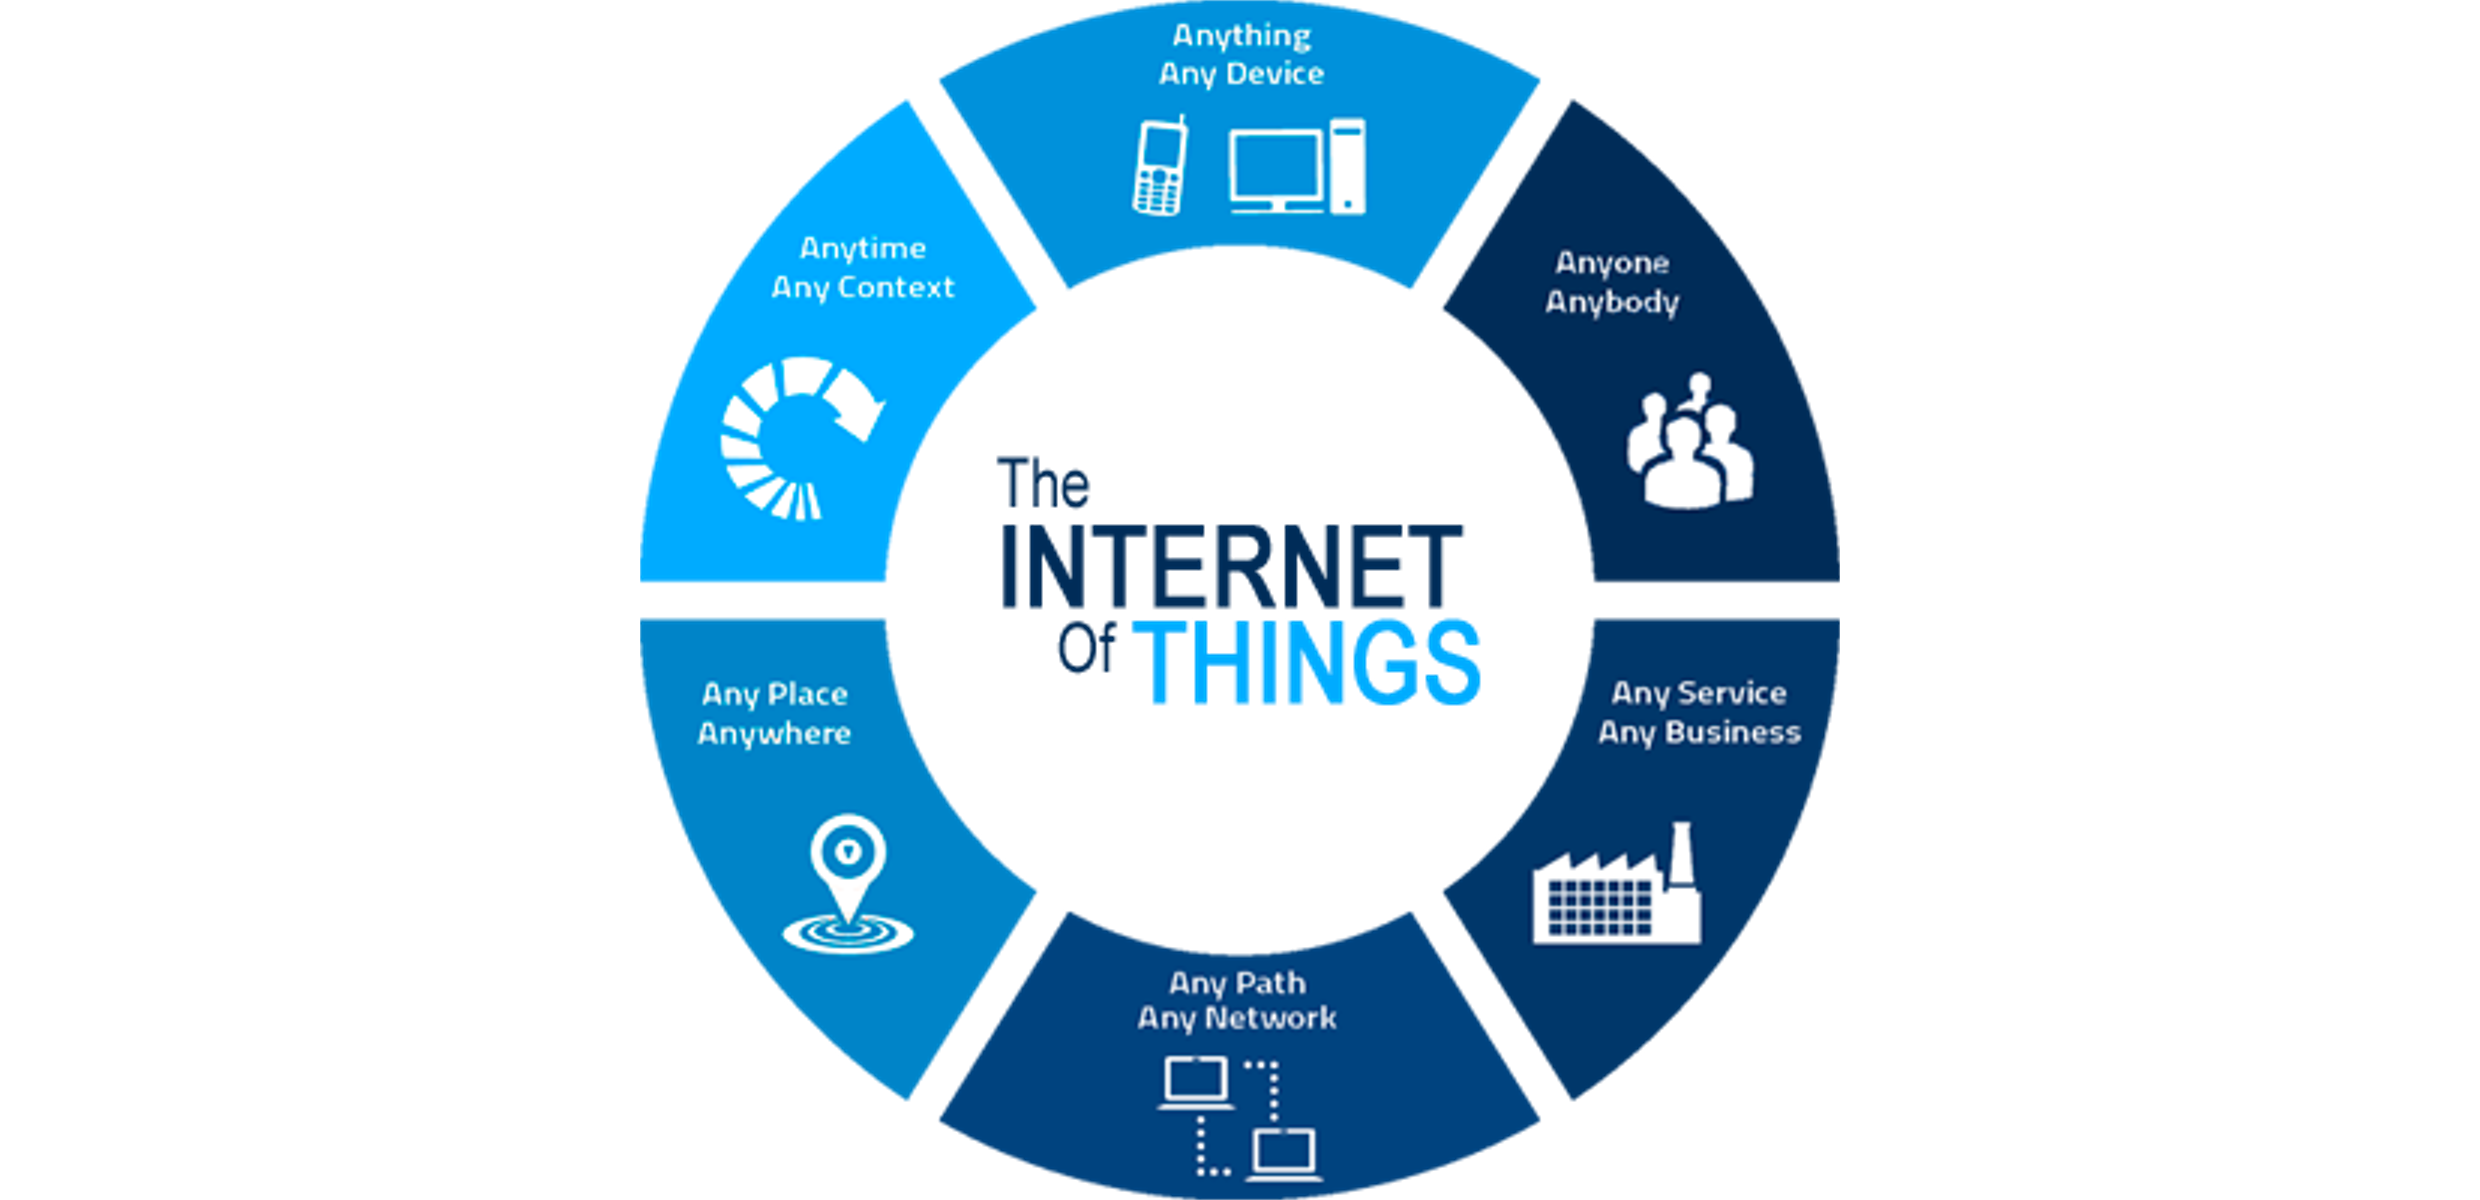 Anything
Any Device
Anyone
Anybody
Any Service
Any Business
Any Path
Any Network
Any Place
Anywhere
Anytime
Any Context
The
INTERNET
Of THINGS